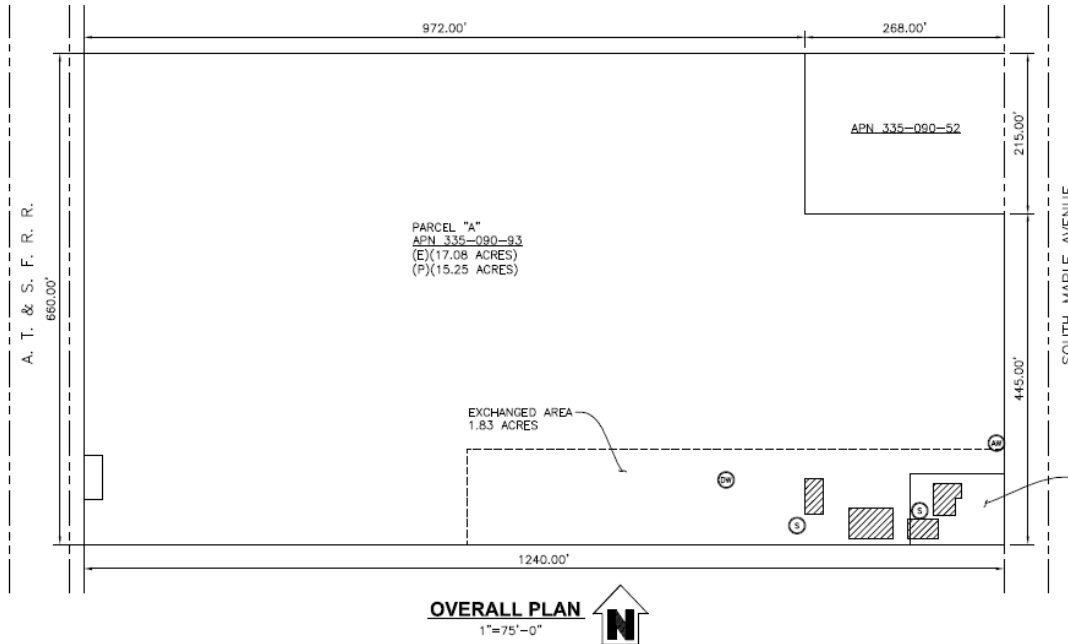 972.00'
268.00'
APN 335-090-52
215.00'
A. T. & S. F. R. R.
660.00'
PARCEL "A"
APN 335-090-93
(E)(17.08 ACRES)
(P)(15.25 ACRES)
SOUTH MAPLE AVENUE
445.00'
EXCHANGED AREA
1.83 ACRES
AW
DW
S
S
1240.00'
OVERALL PLAN
N
1"=75'-0"